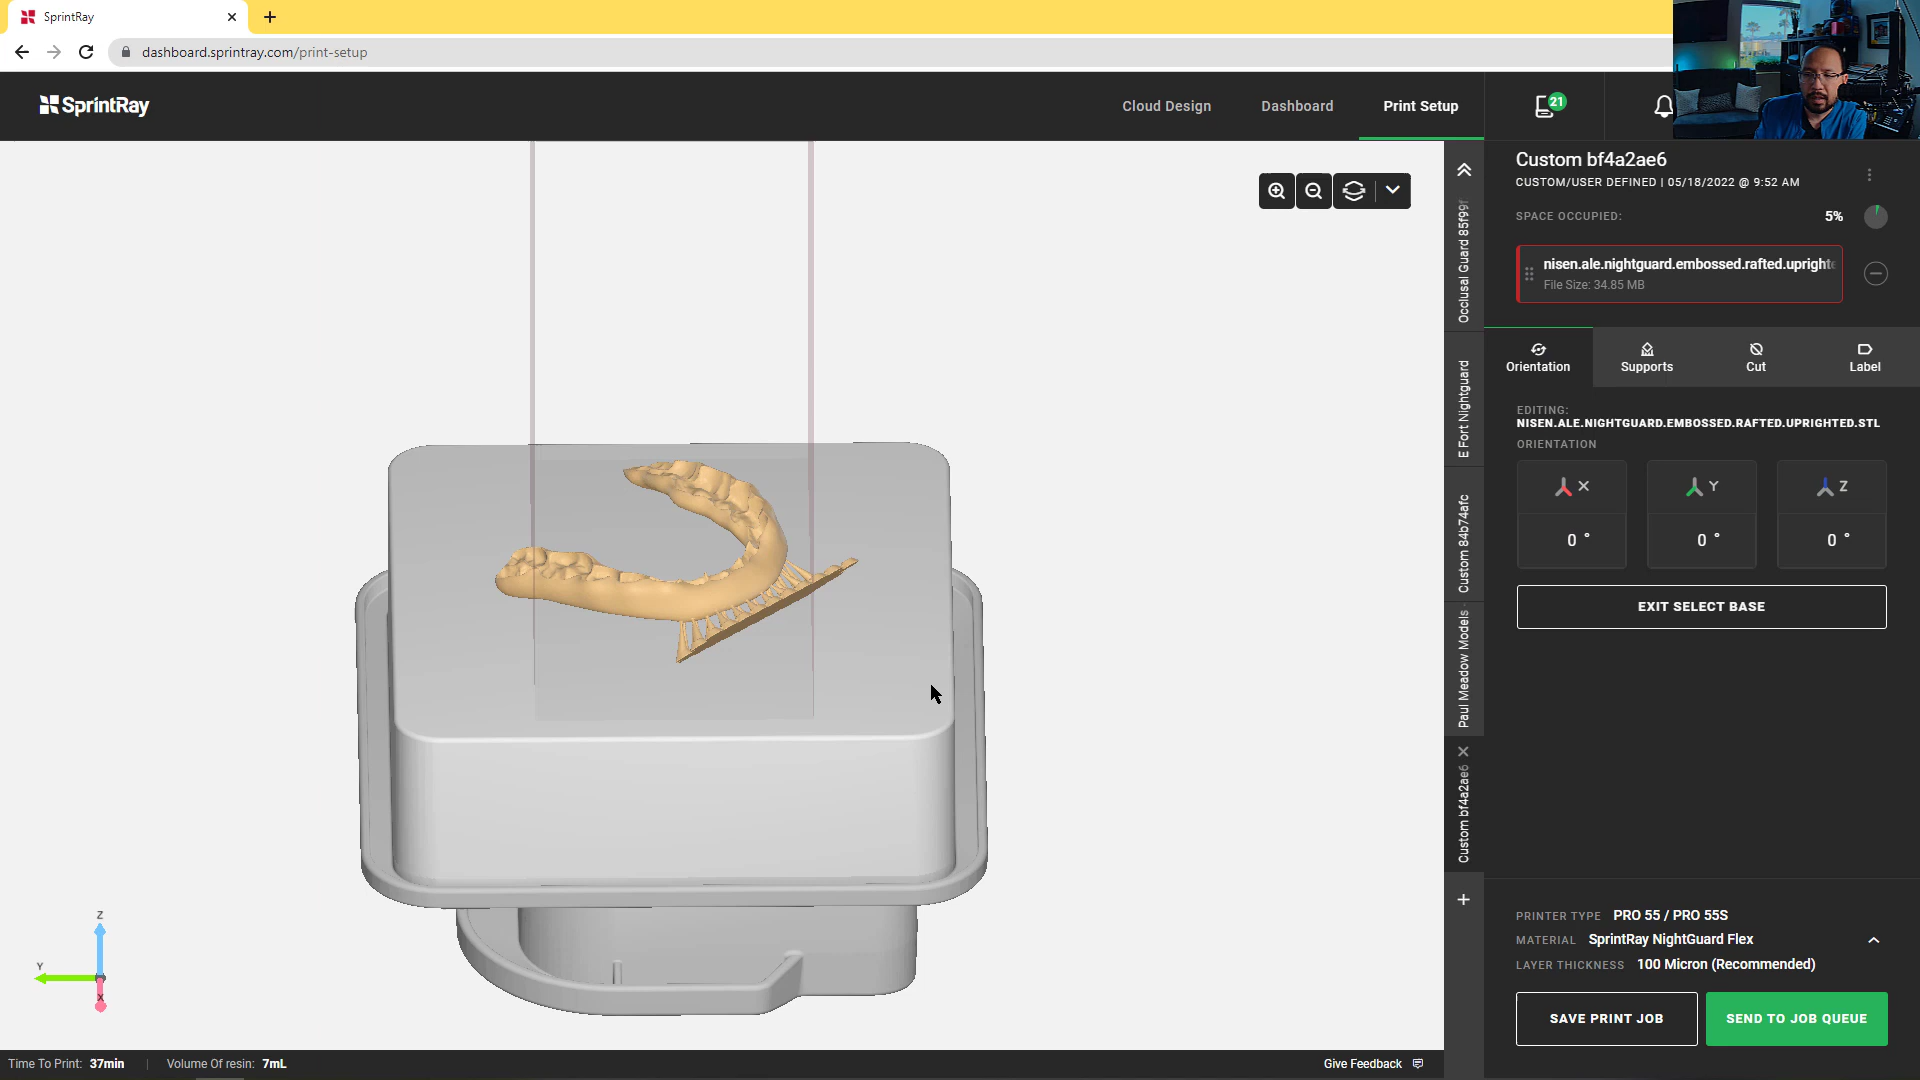 SprintRay
dashboard.sprintray.com/print-setup
SprintRay
Cloud Design
Dashboard
Print Setup
21
Custom bf4a2ae6
CUSTOM/USER DEFINED | 05/18/2022 @ 9:52 AM
SPACE OCCUPIED:
5%
nisen.ale.nightguard.embossed.rafted.uprighte
File Size: 34.85 MB
Occlusal Guard 85f99f
E Fort Nightguard
Custom 84b74afc
Paul Meadow Models -
Custom bf4a2ae6
Orientation
Supports
Cut
Label
EDITING:
NISEN.ALE.NIGHTGUARD.EMBOSSED.RAFTED.UPRIGHTED.STL
ORIENTATION
X
Y
Z
0 °
0 °
0 °
EXIT SELECT BASE
Z
Y
X
PRINTER TYPE PRO 55 / PRO 55S
MATERIAL SprintRay NightGuard Flex
LAYER THICKNESS 100 Micron (Recommended)
SAVE PRINT JOB
SEND TO JOB QUEUE
Time To Print: 37min
Volume Of resin: 7mL
Give Feedback